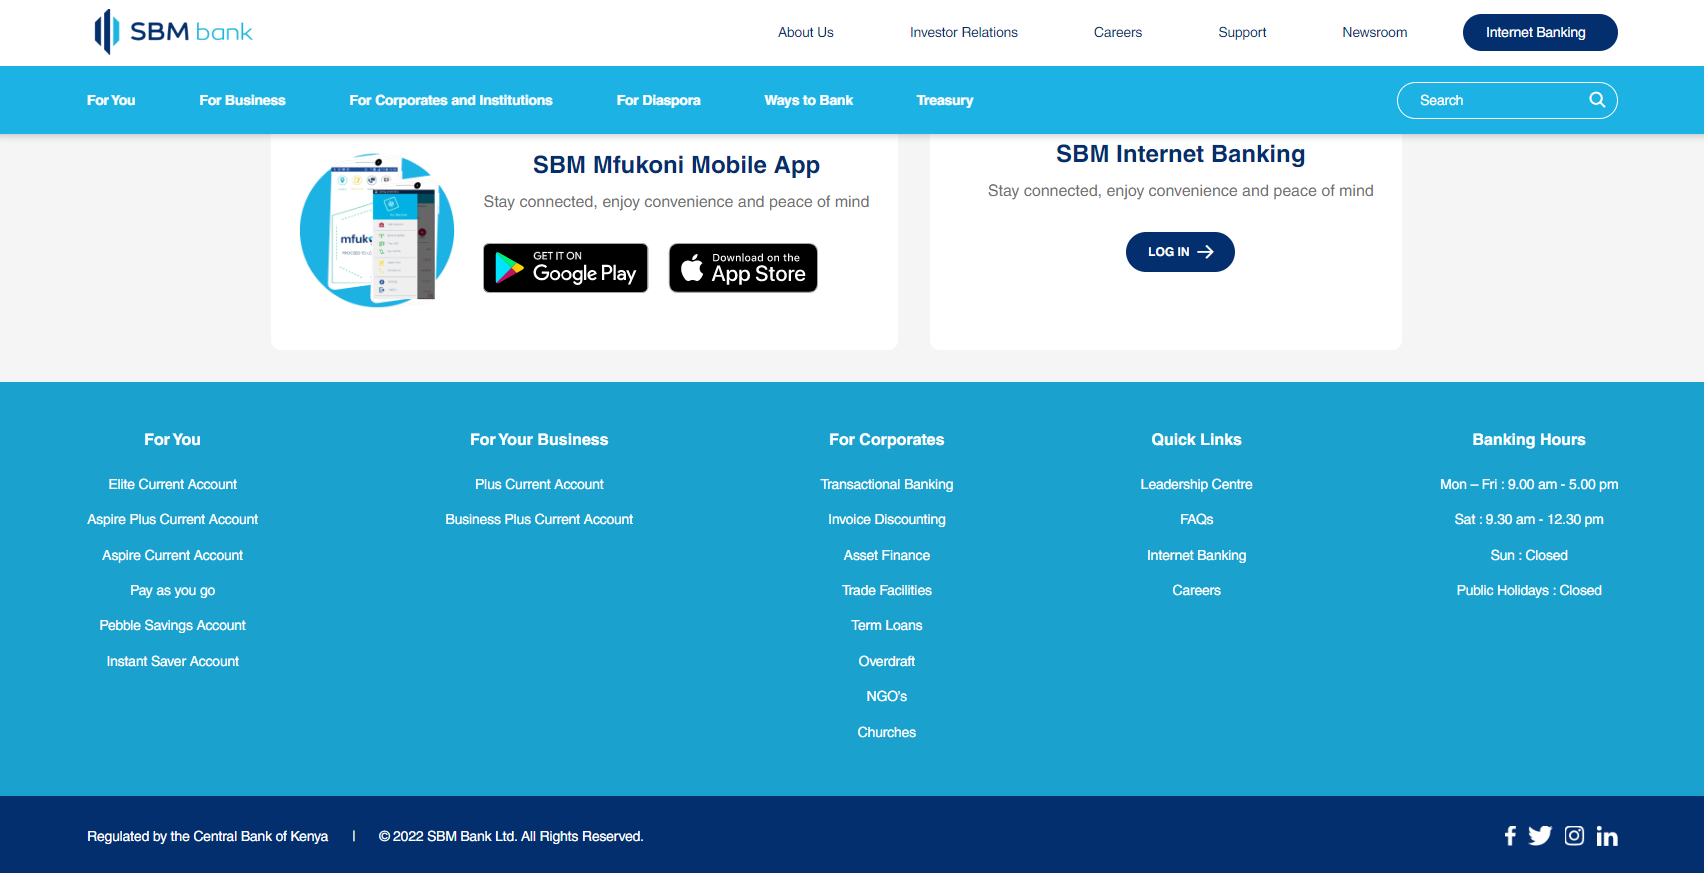 SBM bank
About Us
Investor Relations
Careers
Support
Newsroom
Internet Banking
For You
For Business
For Corporates and Institutions
For Diaspora
Ways to Bank
Treasury
Search
mfuko
SBM Mfukoni Mobile App
Stay connected, enjoy convenience and peace of mind
GET IT ON
Google Play
Download on the
App Store
SBM Internet Banking
Stay connected, enjoy convenience and peace of mind
LOG IN
For You
Elite Current Account
Aspire Plus Current Account
Aspire Current Account
Pay as you go
Pebble Savings Account
Instant Saver Account
For Your Business
Plus Current Account
Business Plus Current Account
For Corporates
Transactional Banking
Invoice Discounting
Asset Finance
Trade Facilities
Term Loans
Overdraft
NGO's
Churches
Quick Links
Leadership Centre
FAQs
Internet Banking
Careers
Banking Hours
Mon – Fri : 9.00 am - 5.00 pm
Sat : 9.30 am - 12.30 pm
Sun : Closed
Public Holidays : Closed
Regulated by the Central Bank of Kenya | © 2022 SBM Bank Ltd. All Rights Reserved.